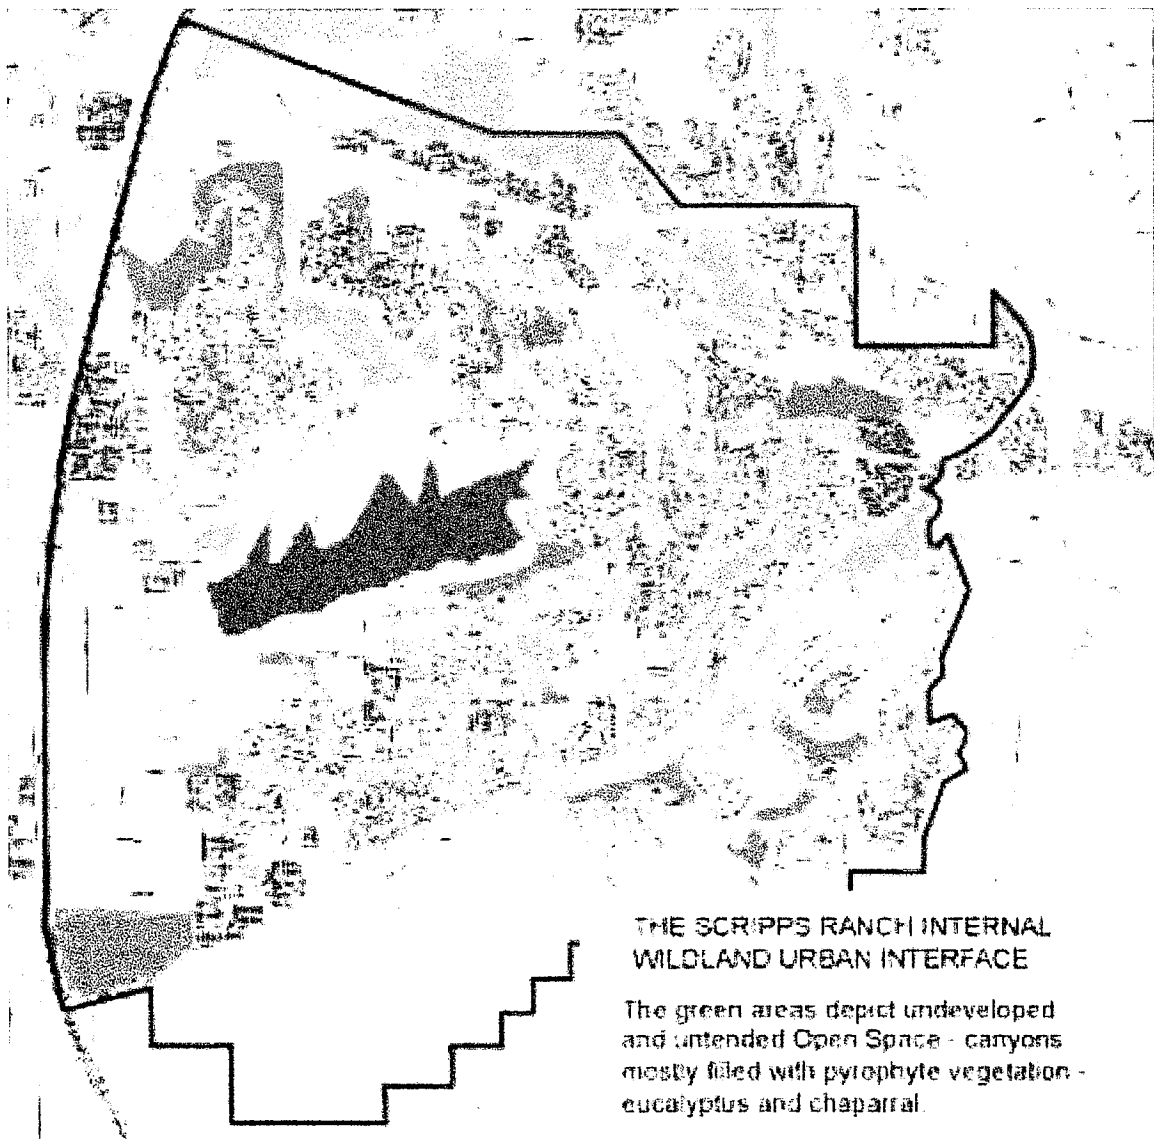 THE SCRIPPS RANCH INTERNAL
WILDLAND URBAN INTERFACE
The green areas depict undeveloped
and untended Open Space - canyons
mostly filled with pyrophyte vegetation -
eucalyptus and chaparral.